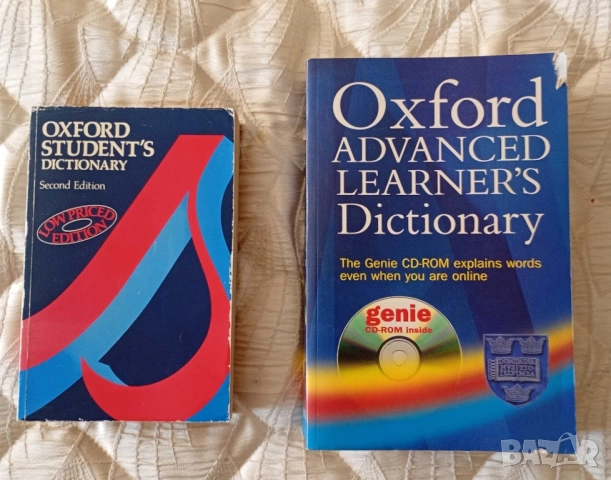 OXFORD
STUDENT'S
DICTIONARY
Second Edition
LOW PRICED
EDITION
Oxford
ADVANCED
LEARNER'S
Dictionary
The Genie CD-ROM explains words
even when you are online
genie
CD-ROM inside
BAZAR